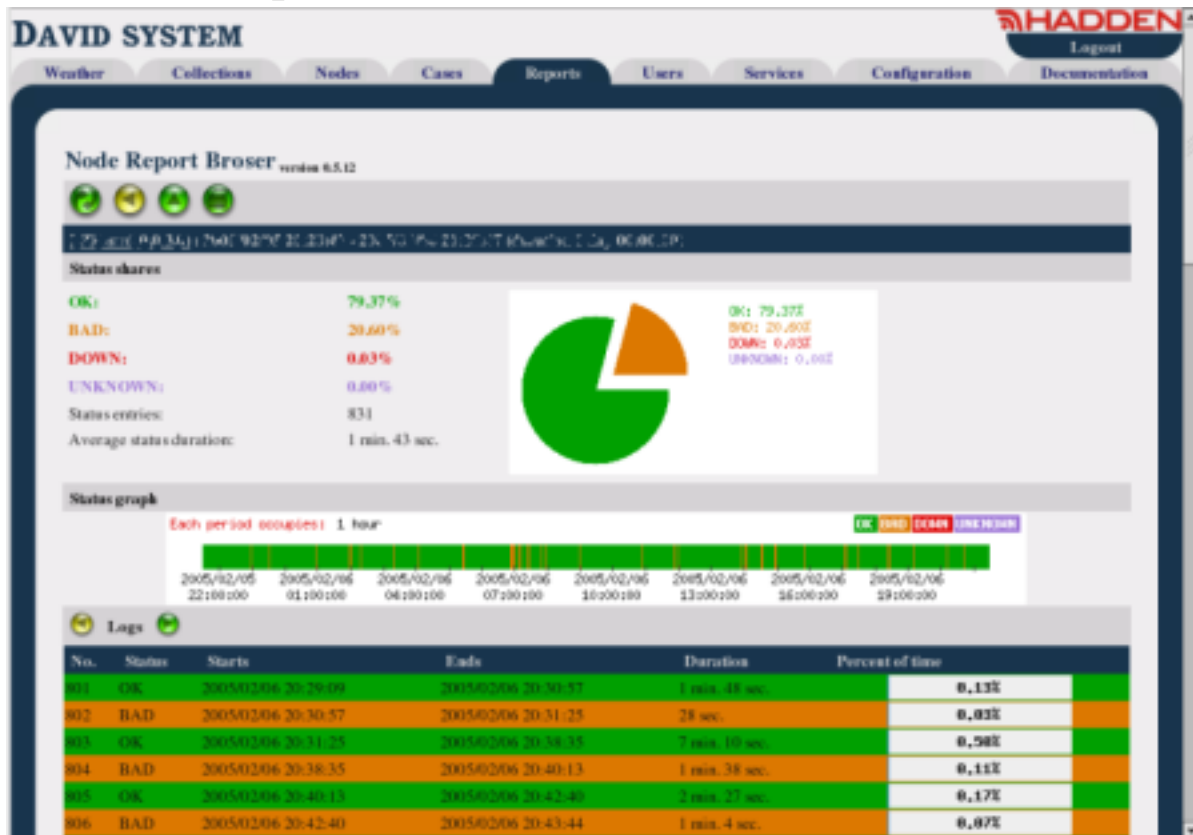 DAVID SYSTEM
HADDEN
Logout
Weather Collections Nodes Cases Reports Users Services Configuration Documentation
Node Report Broser version 0.5.12
Status shares
OK: 79.37%
BAD: 20.60%
DOWN: 0.03%
UNKNOWN: 0.00%
Status entries: 831
Average status duration: 1 min. 43 sec.
OK: 79.37%
BAD: 20.60%
DOWN: 0.03%
UNKNOWN: 0.00%
Status graph
Each period occupies: 1 hour
OK BAD DOWN UNKNOWN
2005/02/05 2005/02/06 2005/02/06 2005/02/06 2005/02/06 2005/02/06 2005/02/06 2005/02/06
22:00:00 01:00:00 04:00:00 07:00:00 10:00:00 13:00:00 16:00:00 19:00:00
Logs
No. Status Starts Ends Duration Percent of time
801 OK 2005/02/06 20:29:09 2005/02/06 20:30:57 1 min. 48 sec. 0.13%
802 BAD 2005/02/06 20:30:57 2005/02/06 20:31:25 28 sec. 0.03%
803 OK 2005/02/06 20:31:25 2005/02/06 20:38:35 7 min. 10 sec. 0.50%
804 BAD 2005/02/06 20:38:35 2005/02/06 20:40:13 1 min. 38 sec. 0.11%
805 OK 2005/02/06 20:40:13 2005/02/06 20:42:40 2 min. 27 sec. 0.17%
806 BAD 2005/02/06 20:42:40 2005/02/06 20:43:44 1 min. 4 sec. 0.07%